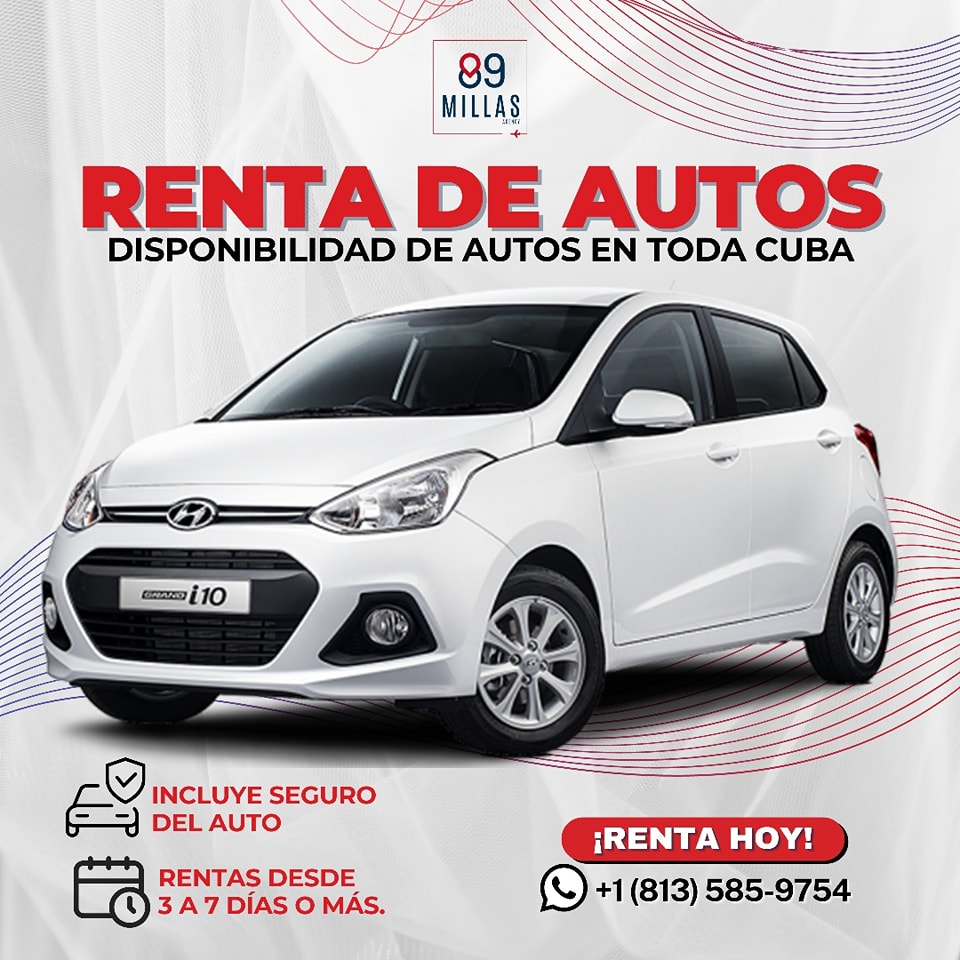 89
MILLAS
AGENCY
RENTA DE AUTOS
DISPONIBILIDAD DE AUTOS EN TODA CUBA
GRAND i10
INCLUYE SEGURO
DEL AUTO
RENTAS DESDE
3 A 7 DÍAS O MÁS.
¡RENTA HOY!
+1 (813) 585-9754